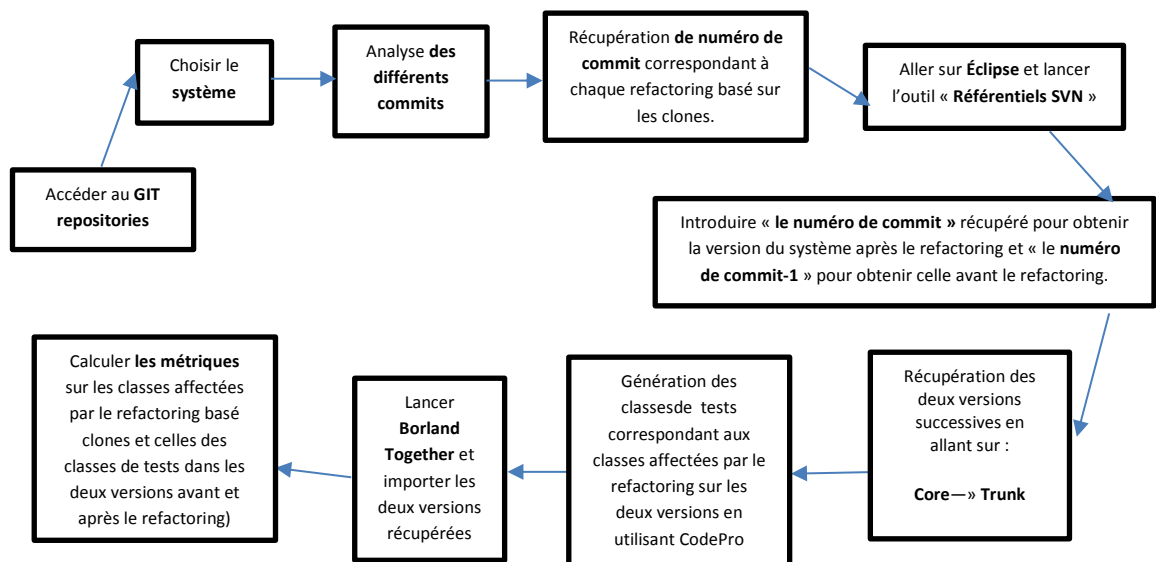 Accéder au GIT
repositories
Choisir le
système
Analyse des
différents
commits
Récupération de numéro de
commit correspondant à
chaque refactoring basé sur
les clones.
Aller sur Éclipse et lancer
l'outil « Référentiels SVN »
Introduire « le numéro de commit » récupéré pour obtenir
la version du système après le refactoring et « le numéro
de commit-1 » pour obtenir celle avant le refactoring.
Récupération des
deux versions
successives en
allant sur :
Core—» Trunk
Génération des
classesde tests
correspondant aux
classes affectées par le
refactoring sur les
deux versions en
utilisant CodePro
Lancer
Borland
Together et
importer les
deux versions
récupérées
Calculer les métriques
sur les classes affectées
par le refactoring basé
clones et celles des
classes de tests dans les
deux versions avant et
après le refactoring)